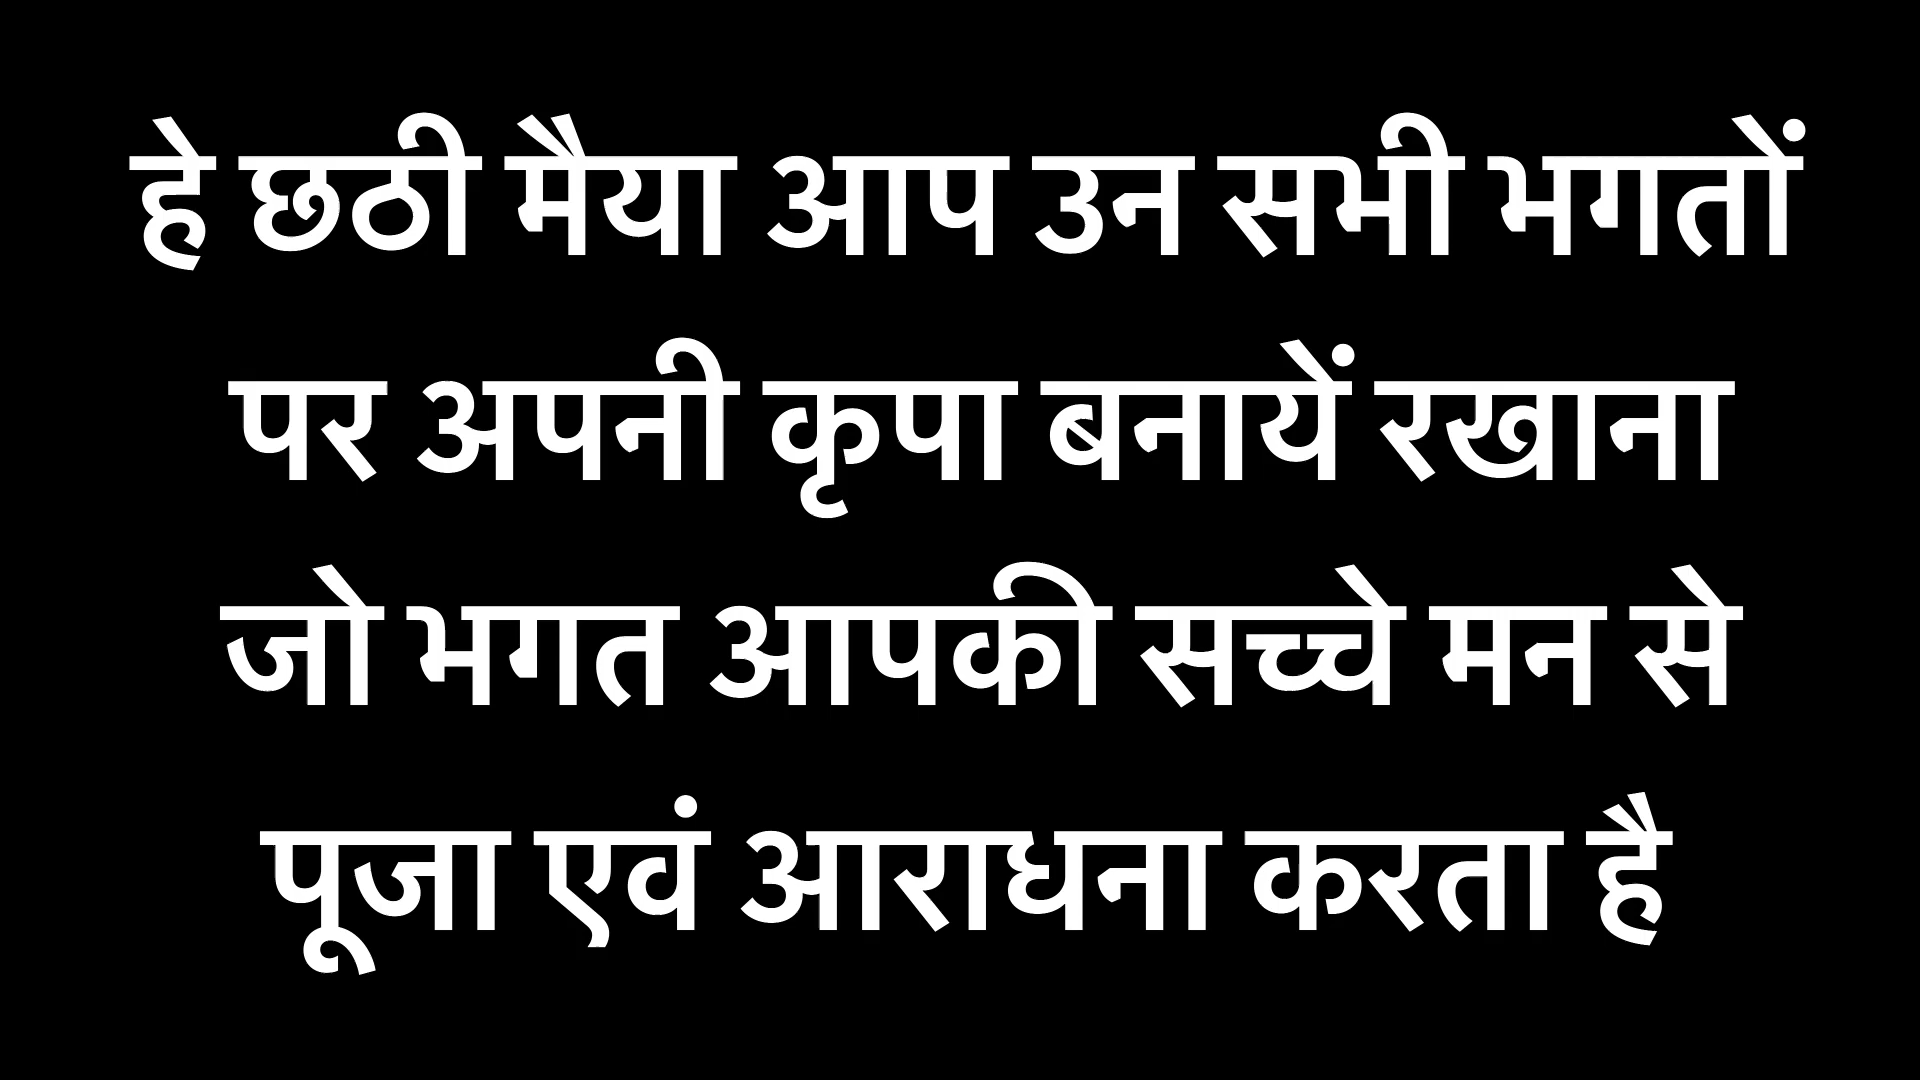 हे छठी मैया आप उन सभी भगतों
पर अपनी कृपा बनायें रखाना
जो भगत आपकी सच्चे मन से
पूजा एवं आराधना करता है